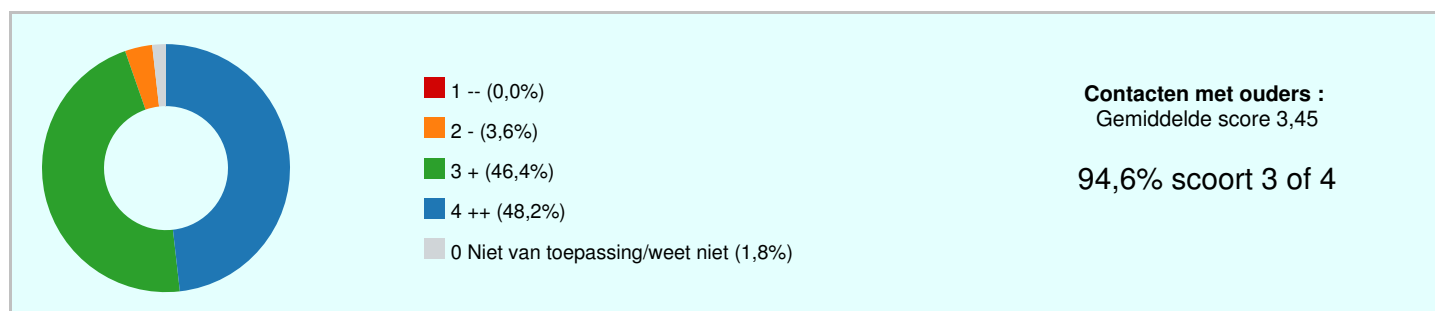 1 -- (0,0%)
2 - (3,6%)
3 + (46,4%)
4 ++ (48,2%)
0 Niet van toepassing/weet niet (1,8%)
Contacten met ouders :
Gemiddelde score 3,45
94,6% scoort 3 of 4